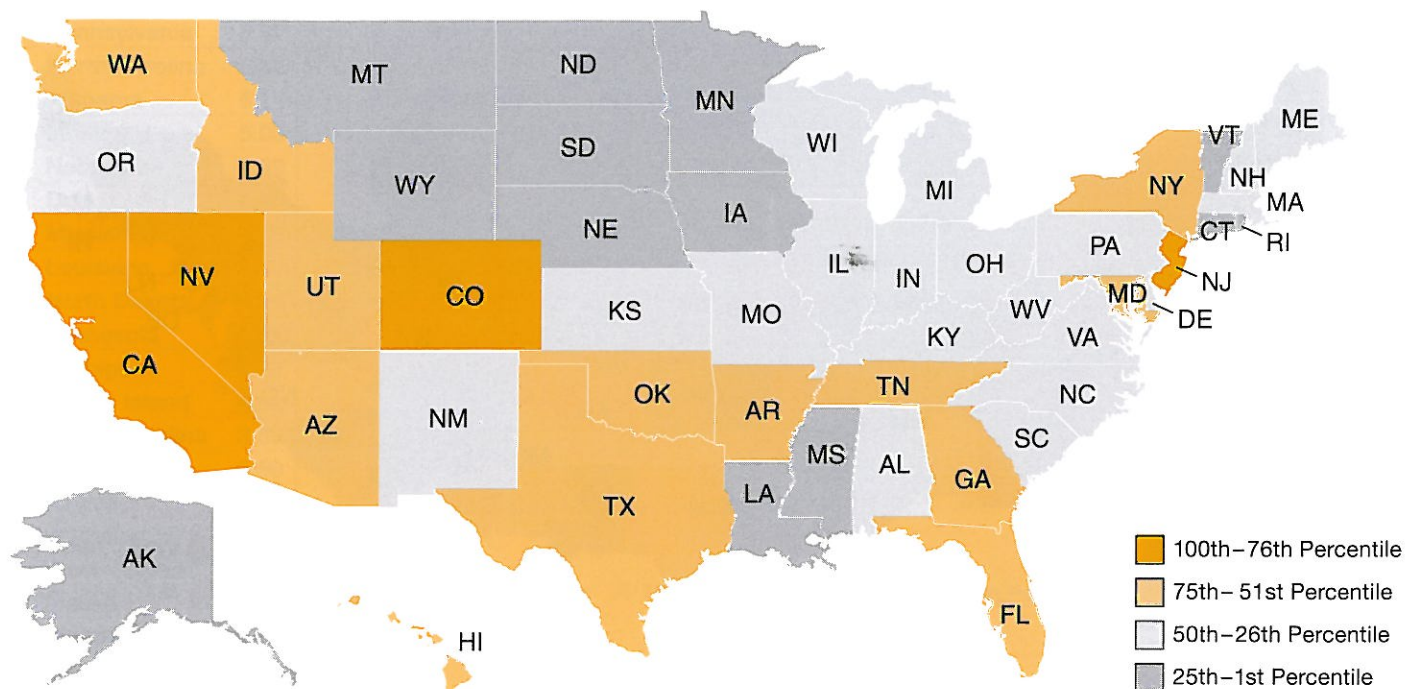 WA
MT
ND
MN
OR
ID
WY
SD
WI
MI
NY
VT
ME
NH
MA
CT
RI
NV
UT
CO
NE
IA
IL
IN
OH
PA
NJ
MD
DE
CA
KS
MO
KY
WV
VA
AZ
NM
OK
AR
TN
NC
SC
TX
LA
MS
AL
GA
FL
AK
HI
100th–76th Percentile
75th–51st Percentile
50th–26th Percentile
25th–1st Percentile